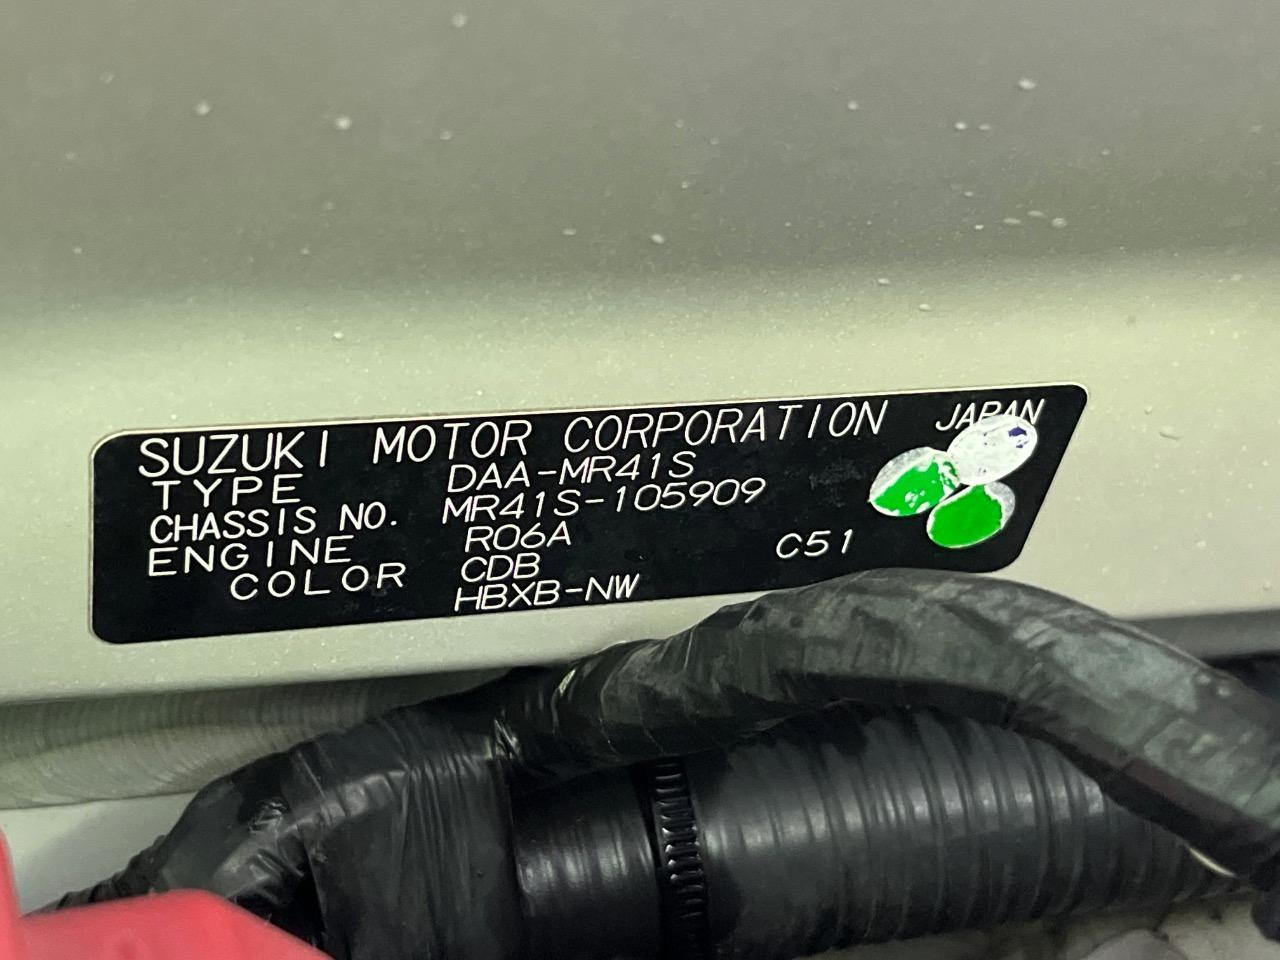 SUZUKI MOTOR CORPORATION JAPAN
TYPE DAA-MR41S
CHASSIS NO. MR41S-105909
ENGINE R06A C51
COLOR CDB
HBXB-NW